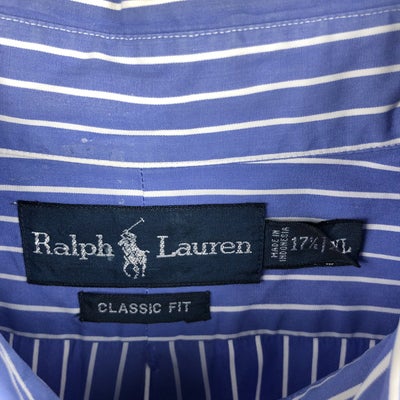 Ralph Lauren
MADE IN
INDONESIA
17½ XL
CLASSIC FIT